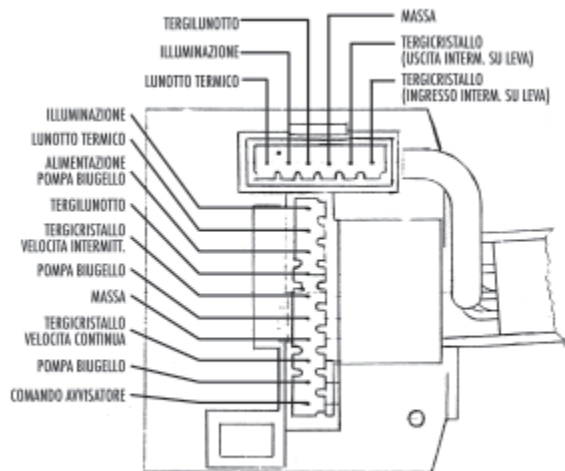 TERGILUNOTTO
MASSA
ILLUMINAZIONE
TERGICRISTALLO
(USCITA INTERM. SU LEVA)
LUNOTTO TERMICO
TERGICRISTALLO
(INGRESSO INTERM. SU LEVA)
ILLUMINAZIONE
LUNOTTO TERMICO
ALIMENTAZIONE
POMPA BIUGELLO
TERGILUNOTTO
TERGICRISTALLO
VELOCITA INTERMITT.
POMPA BIUGELLO
MASSA
TERGICRISTALLO
VELOCITA CONTINUA
POMPA BIUGELLO
COMANDO AVVISATORE